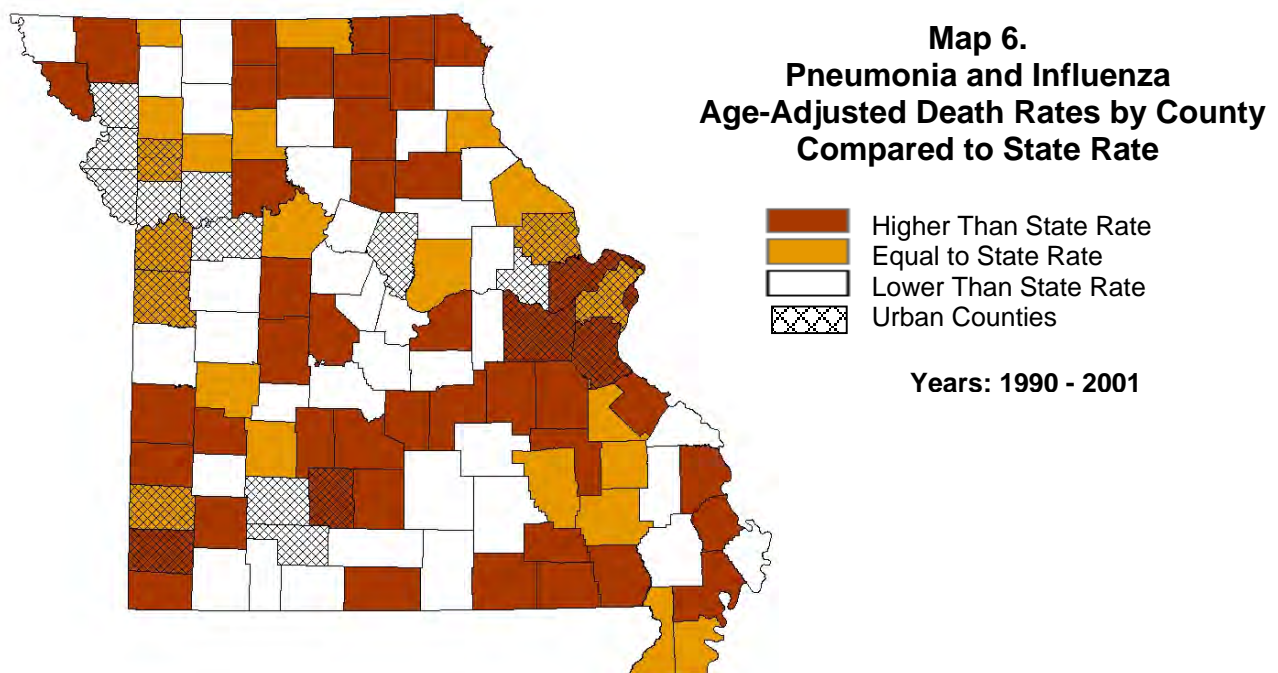 Map 6.
Pneumonia and Influenza
Age-Adjusted Death Rates by County
Compared to State Rate
Higher Than State Rate
Equal to State Rate
Lower Than State Rate
Urban Counties
Years: 1990 - 2001